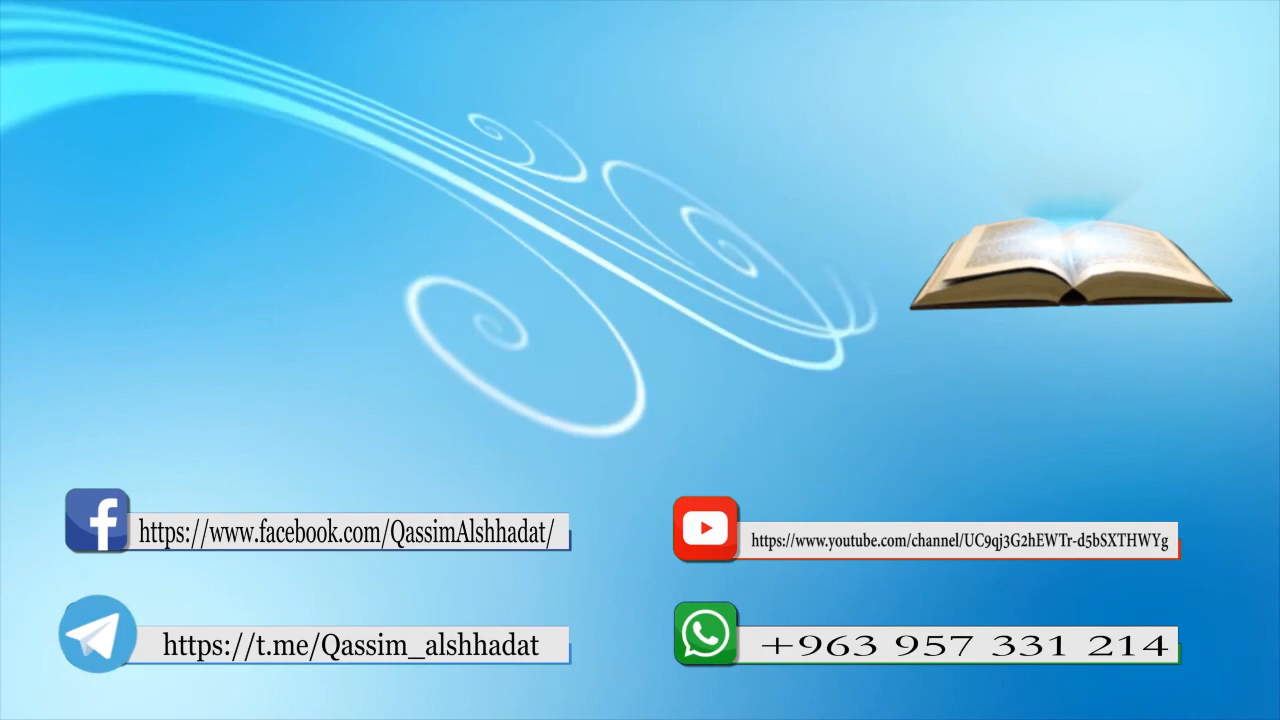 https://www.facebook.com/QassimAlshhadat/
https://www.youtube.com/channel/UC9qj3G2hEWTr-d5bSXTHWYg
https://t.me/Qassim_alshhadat
+963 957 331 214